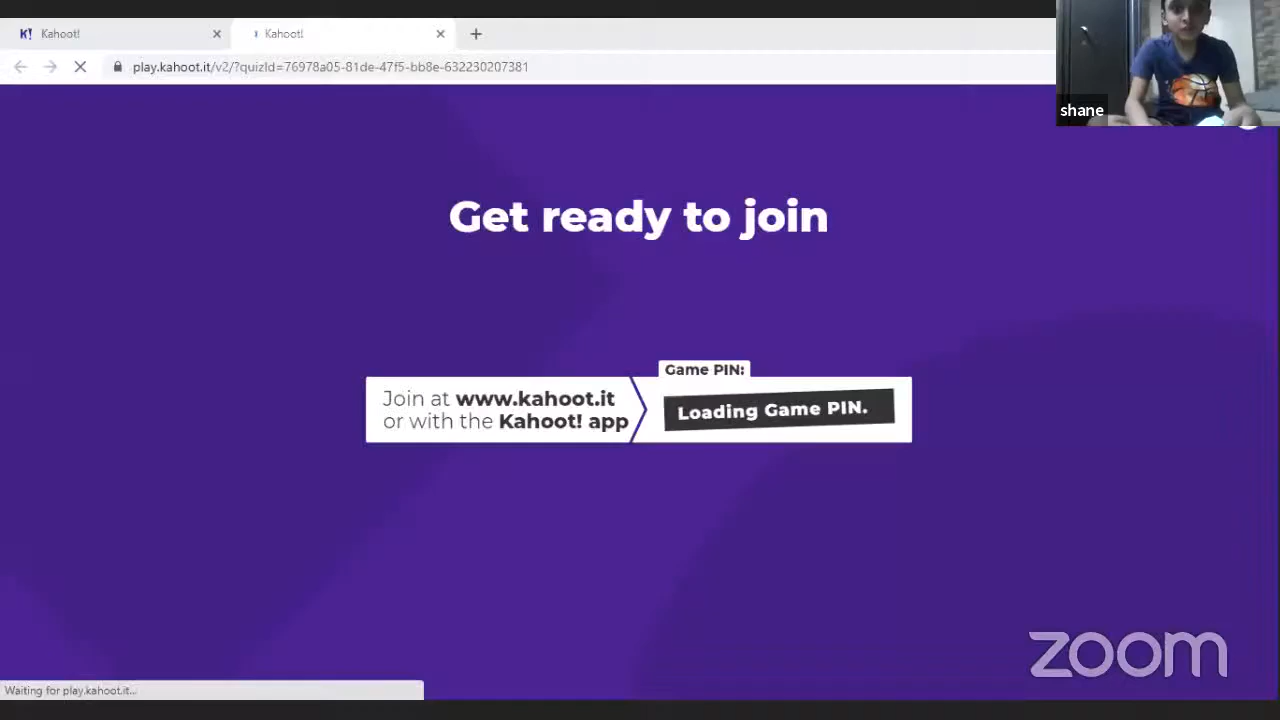 K! Kahoot!
Kahoot!
play.kahoot.it/v2/?quizId=76978a05-81de-47f5-bb8e-632230207381
shane
Get ready to join
Game PIN:
Join at www.kahoot.it
or with the Kahoot! app
Loading Game PIN.
zoom
Waiting for play.kahoot.it...